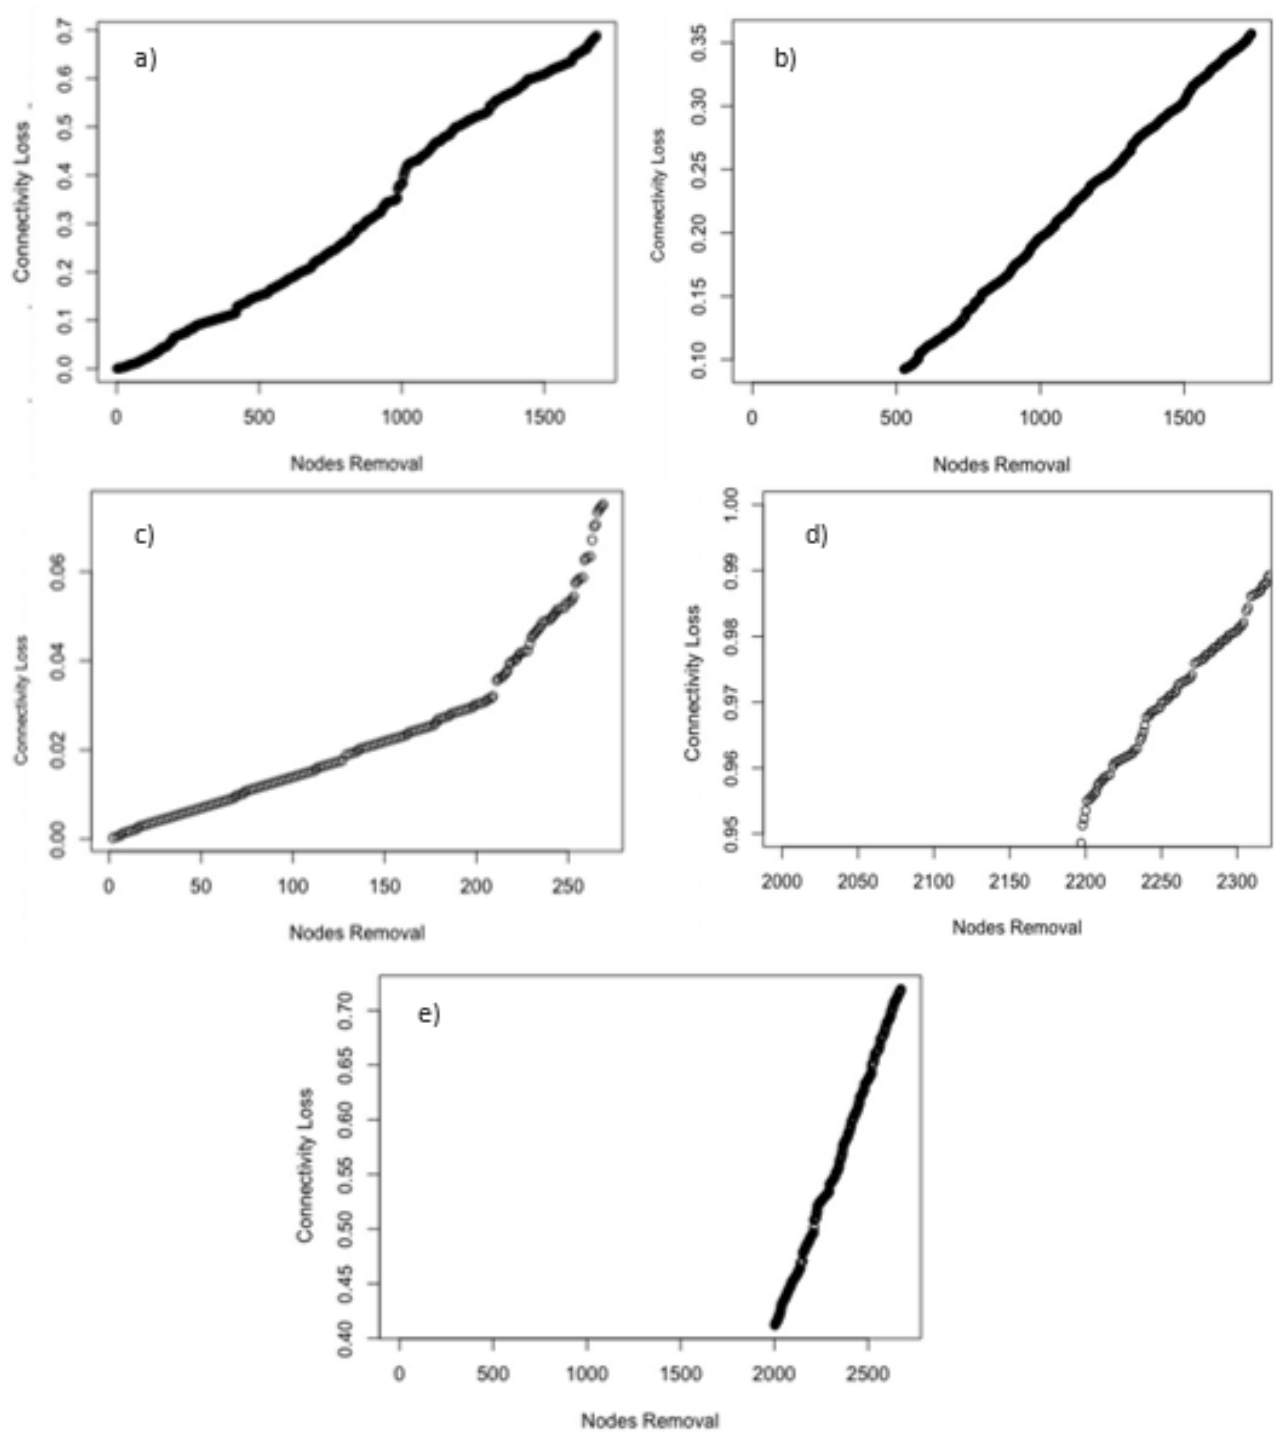 a)
Connectivity Loss
0.0 0.1 0.2 0.3 0.4 0.5 0.6 0.7
0 500 1000 1500
Nodes Removal
b)
Connectivity Loss
0.10 0.15 0.20 0.25 0.30 0.35
0 500 1000 1500
Nodes Removal
c)
Connectivity Loss
0.00 0.02 0.04 0.06
0 50 100 150 200 250
Nodes Removal
d)
Connectivity Loss
0.95 0.96 0.97 0.98 0.99 1.00
2000 2050 2100 2150 2200 2250 2300
Nodes Removal
e)
Connectivity Loss
0.40 0.45 0.50 0.55 0.60 0.65 0.70
0 500 1000 1500 2000 2500
Nodes Removal